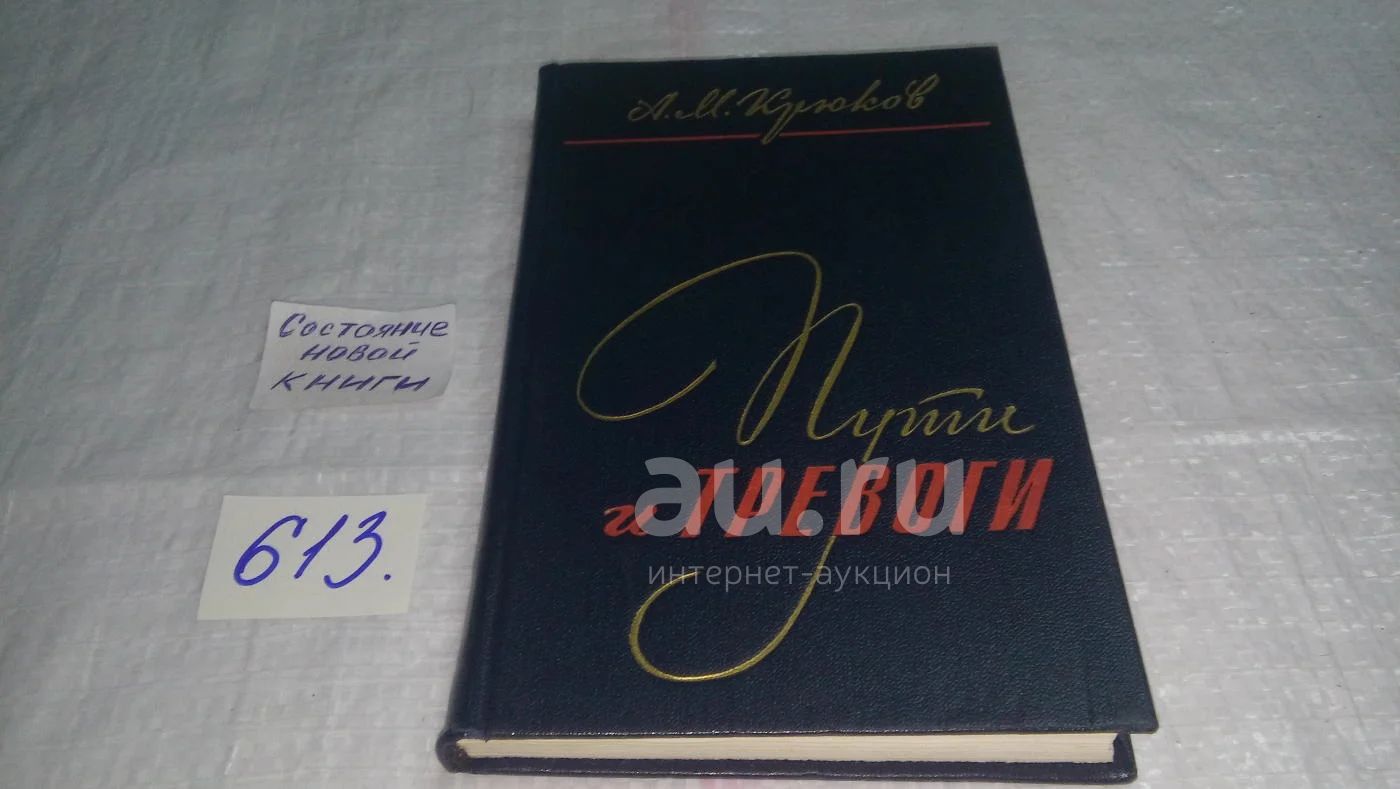 А.М. Крюков
Пути
и ТРЕВОГИ
au.ru
интернет-аукцион
Состояние
новой
книги
613.